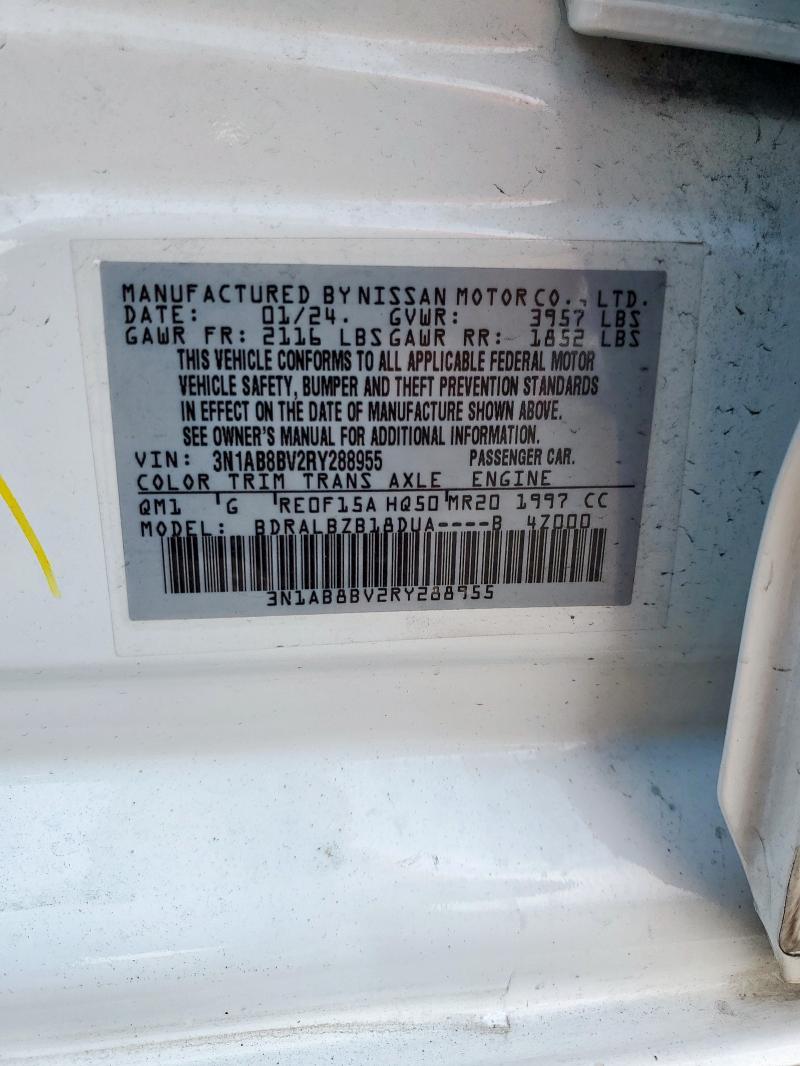 MANUFACTURED BY NISSAN MOTOR CO., LTD.
DATE: 01/24. GVWR: 3957 LBS
GAWR FR: 2116 LBS GAWR RR: 1852 LBS
THIS VEHICLE CONFORMS TO ALL APPLICABLE FEDERAL MOTOR
VEHICLE SAFETY, BUMPER AND THEFT PREVENTION STANDARDS
IN EFFECT ON THE DATE OF MANUFACTURE SHOWN ABOVE.
SEE OWNER'S MANUAL FOR ADDITIONAL INFORMATION.
VIN: 3N1AB8BV2RY288955 PASSENGER CAR.
COLOR TRIM TRANS AXLE ENGINE
QM1 G RE0F15A HQ50 MR20 1997 CC
MODEL: BDRALBZB18DUA----B 4Z000
3N1AB8BV2RY288955